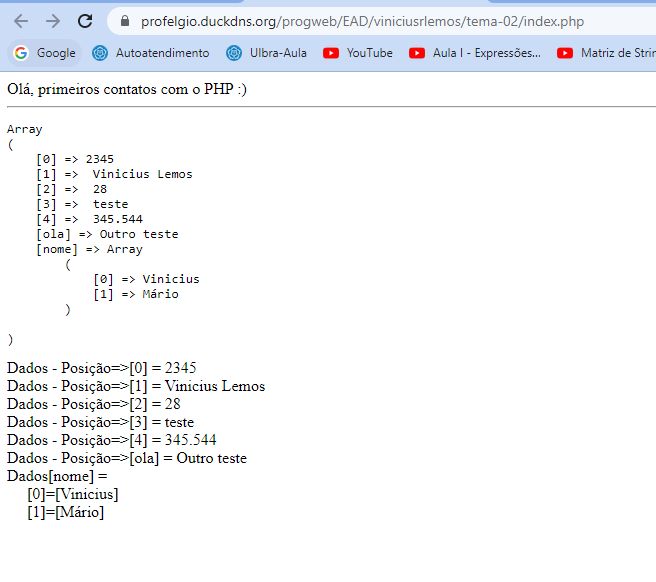 profelgio.duckdns.org/progweb/EAD/viniciusrlemos/tema-02/index.php
Google Autoatendimento Ulbra-Aula YouTube Aula I - Expressões... Matriz de Strin
Olá, primeiros contatos com o PHP :)
Array
(
[0] => 2345
[1] =>  Vinicius Lemos
[2] =>  28
[3] =>  teste
[4] =>  345.544
[ola] => Outro teste
[nome] => Array
(
[0] => Vinicius
[1] => Mário
)
)
Dados - Posição=>[0] = 2345
Dados - Posição=>[1] = Vinicius Lemos
Dados - Posição=>[2] = 28
Dados - Posição=>[3] = teste
Dados - Posição=>[4] = 345.544
Dados - Posição=>[ola] = Outro teste
Dados[nome] =
[0]=[Vinicius]
[1]=[Mário]